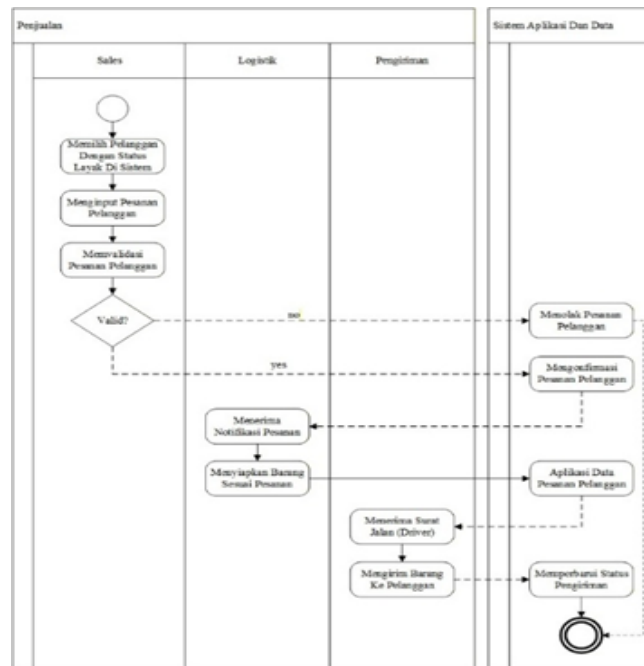 Penjualan
Sistem Aplikasi Dan Data
Sales
Logistik
Pengiriman
Memilih Pelanggan
Dengan Status
Layak Di Sistem
Menginput Pesanan
Pelanggan
Memvalidasi
Pesanan Pelanggan
Valid?
no
Menolak Pesanan
Pelanggan
yes
Mengonfirmasi
Pesanan Pelanggan
Menerima
Notifikasi Pesanan
Menyiapkan Barang
Sesuai Pesanan
Aplikasi Data
Pesanan Pelanggan
Menerima Surat
Jalan (Driver)
Mengirim Barang
Ke Pelanggan
Memperbarui Status
Pengiriman